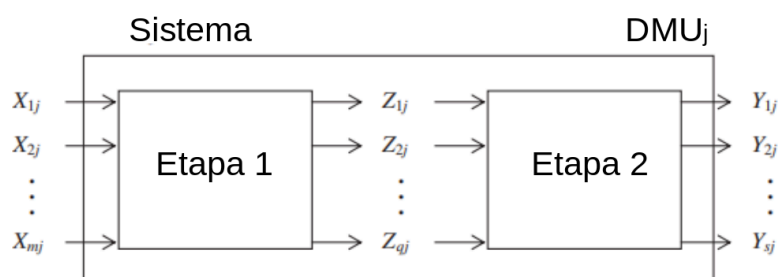 Sistema DMUj
X1j Z1j Y1j
X2j Z2j Y2j
Etapa 1 Etapa 2
Xmj Zqj Ysj